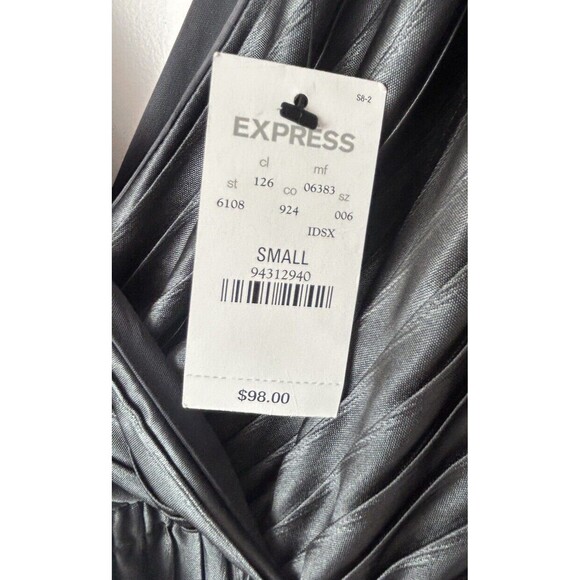 S8-2
EXPRESS
cl mf
st 126 co 06383 sz
6108 924 006
IDSX
SMALL
94312940
$98.00